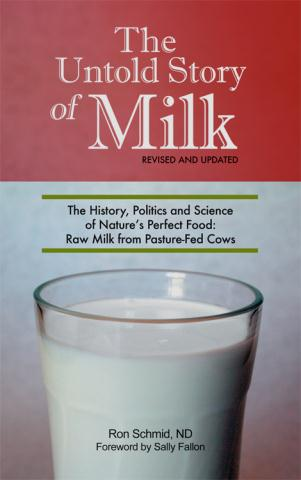 The
Untold Story
of Milk
REVISED AND UPDATED
The History, Politics and Science
of Nature's Perfect Food:
Raw Milk from Pasture-Fed Cows
Ron Schmid, ND
Foreword by Sally Fallon